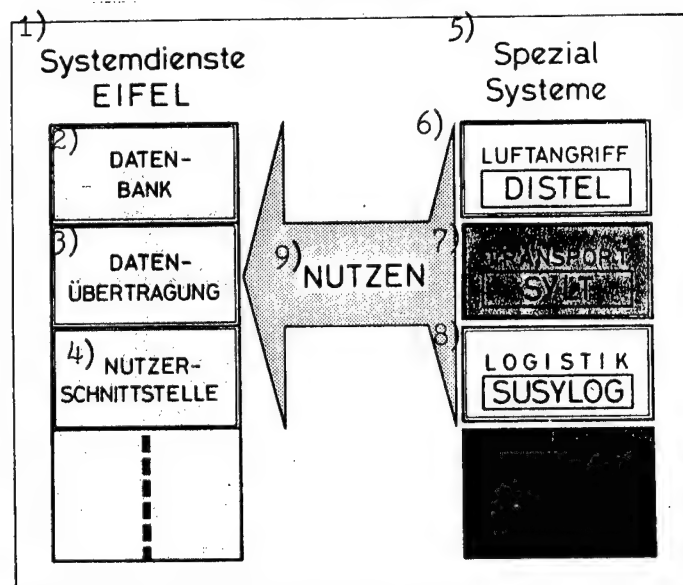 1)
Systemdienste
EIFEL
2)
DATEN-
BANK
3)
DATEN-
ÜBERTRAGUNG
4)
NUTZER-
SCHNITTSTELLE
9)
NUTZEN
5)
Spezial
Systeme
6)
LUFTANGRIFF
DISTEL
7)
TRANSPORT
SYLT
8)
LOGISTIK
SUSYLOG